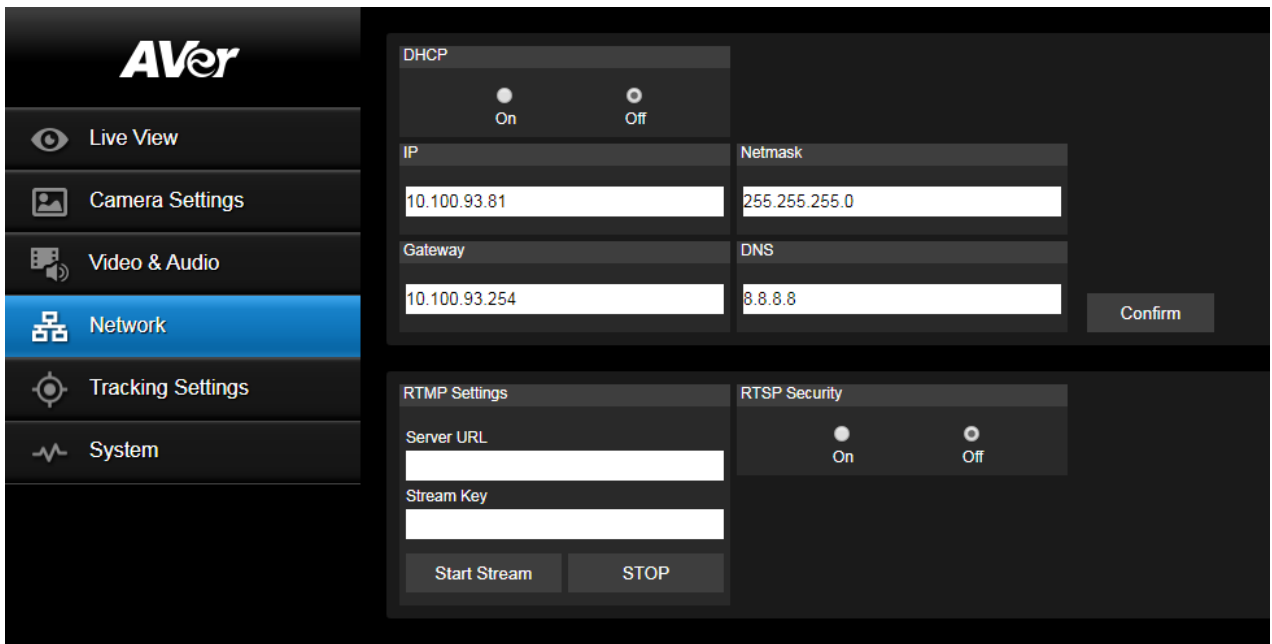 AVer
Live View
Camera Settings
Video & Audio
Network
Tracking Settings
System
DHCP
On Off
IP Netmask
10.100.93.81 255.255.255.0
Gateway DNS
10.100.93.254 8.8.8.8
Confirm
RTMP Settings RTSP Security
Server URL
On Off
Stream Key
Start Stream STOP